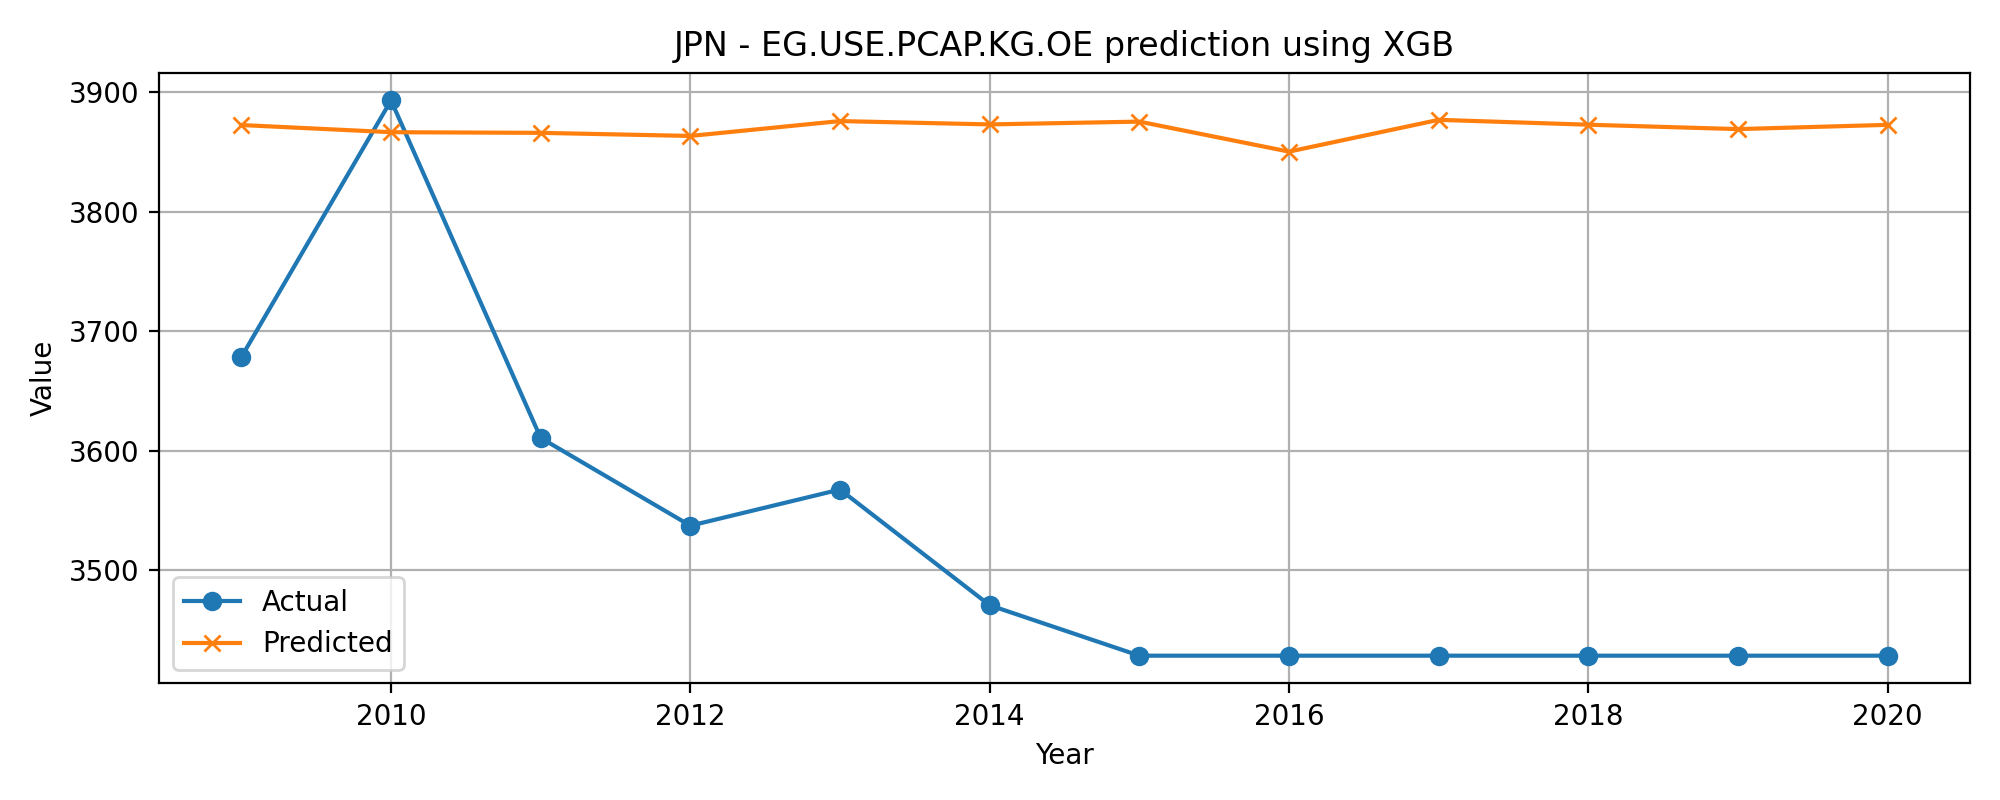 JPN - EG.USE.PCAP.KG.OE prediction using XGB
3900
3800
3700
3600
3500
Value
Actual
Predicted
2010 2012 2014 2016 2018 2020
Year